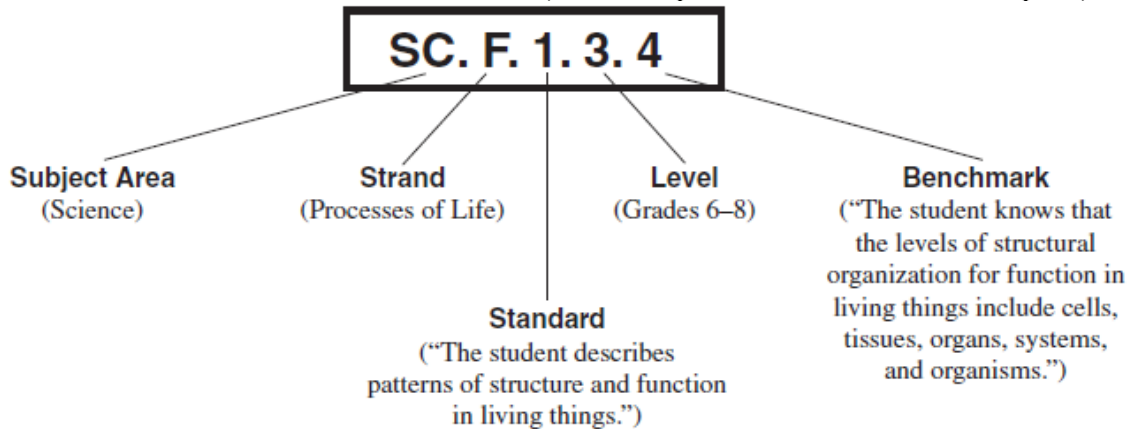 SC. F. 1. 3. 4
Subject Area
(Science)
Strand
(Processes of Life)
Level
(Grades 6–8)
Benchmark
(“The student knows that
the levels of structural
organization for function in
living things include cells,
tissues, organs, systems,
and organisms.”)
Standard
(“The student describes
patterns of structure and function
in living things.”)